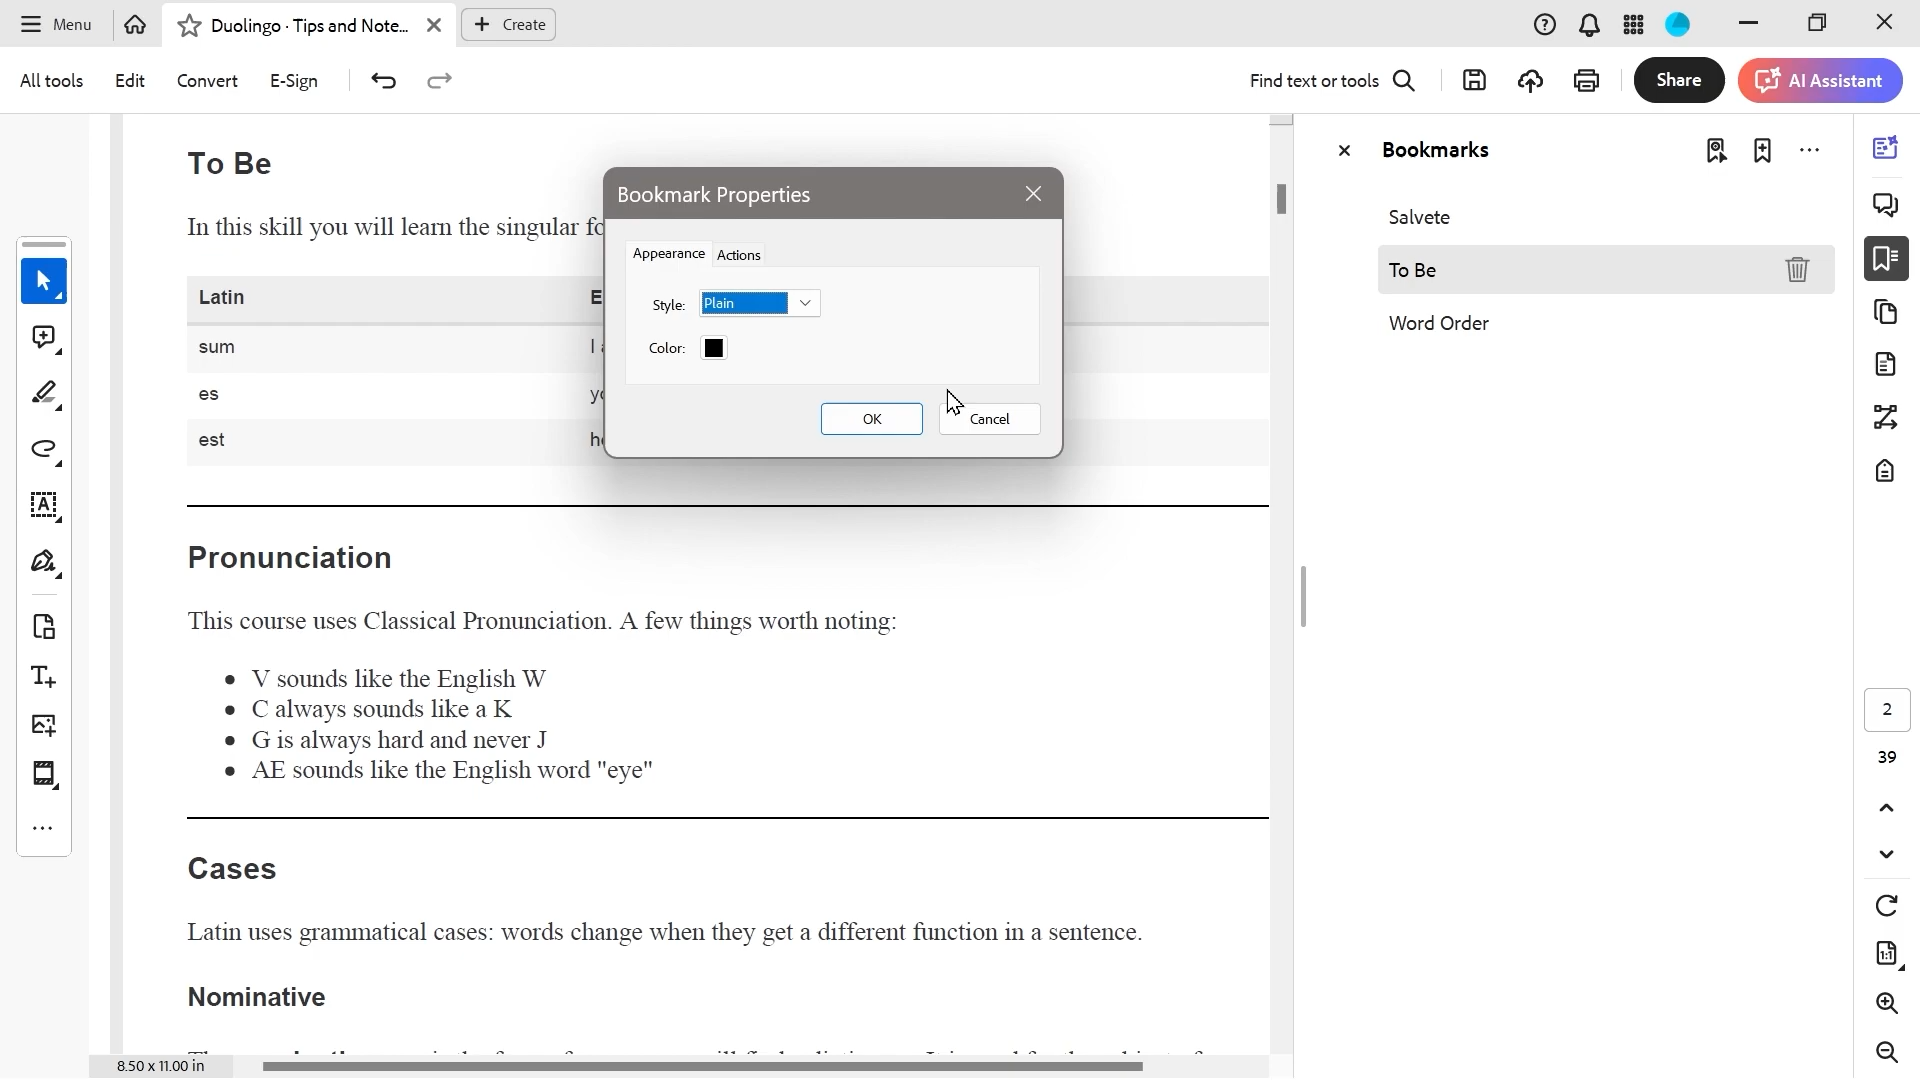 Menu
Duolingo · Tips and Note...
Create
All tools
Edit
Convert
E-Sign
Find text or tools
Share
AI Assistant
To Be
In this skill you will learn the singular fo
Latin
E
sum
I a
es
yo
est
he
Pronunciation
This course uses Classical Pronunciation. A few things worth noting:
• V sounds like the English W
• C always sounds like a K
• G is always hard and never J
• AE sounds like the English word "eye"
Cases
Latin uses grammatical cases: words change when they get a different function in a sentence.
Nominative
8.50 x 11.00 in
Bookmark Properties
Appearance
Actions
Style:
Plain
Color:
OK
Cancel
Bookmarks
Salvete
To Be
Word Order
2
39